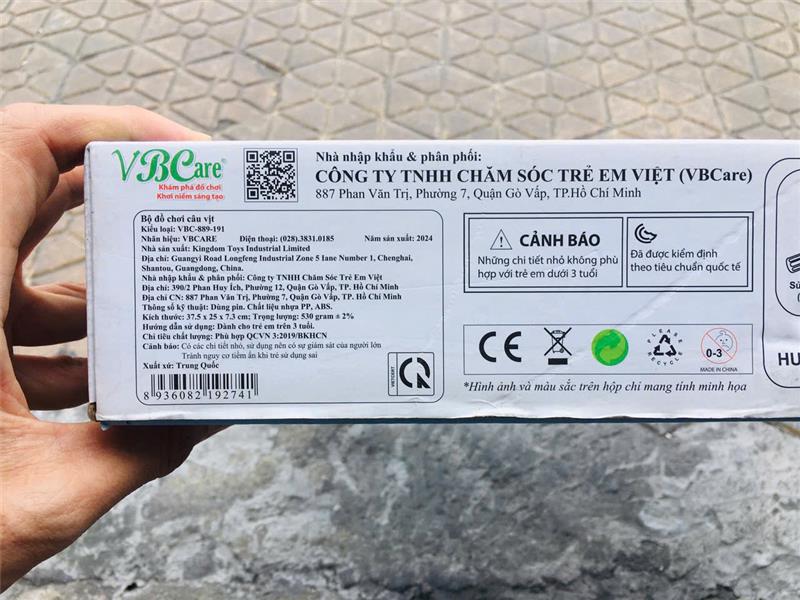 VBCare®
Khám phá đồ chơi
Khơi niềm sáng tạo
Nhà nhập khẩu & phân phối:
CÔNG TY TNHH CHĂM SÓC TRẺ EM VIỆT (VBCare)
887 Phan Văn Trị, Phường 7, Quận Gò Vấp, TP.Hồ Chí Minh
Bộ đồ chơi câu vịt
Kiểu loại: VBC-889-191
Nhãn hiệu: VBCARE Điện thoại: (028).3831.0185 Năm sản xuất: 2024
Nhà sản xuất: Kingdom Toys Industrial Limited
Địa chỉ: Guangyi Road Longfeng Industrial Zone 5 lane Number 1, Chenghai,
Shantou, Guangdong, China.
Nhà nhập khẩu & phân phối: Công ty TNHH Chăm Sóc Trẻ Em Việt
Địa chỉ: 390/2 Phan Huy Ích, Phường 12, Quận Gò Vấp, TP. Hồ Chí Minh
Địa chỉ CN: 887 Phan Văn Trị, Phường 7, Quận Gò Vấp, TP. Hồ Chí Minh
Thông số kỹ thuật: Dùng pin. Chất liệu nhựa PP, ABS.
Kích thước: 37.5 x 25 x 7.3 cm; Trọng lượng: 530 gram ± 2%
Hướng dẫn sử dụng: Dành cho trẻ em trên 3 tuổi.
Chỉ tiêu chất lượng: Phù hợp QCVN 3:2019/BKHCN
Cảnh báo: Có các chi tiết nhỏ, sử dụng nên có sự giám sát của người lớn
Tránh nguy cơ tiềm ẩn khi trẻ sử dụng sai
Xuất xứ: Trung Quốc
8 936082 192741
VIETCERT
CR
CẢNH BÁO
Những chi tiết nhỏ không phù
hợp với trẻ em dưới 3 tuổi
Đã được kiểm định
theo tiêu chuẩn quốc tế
CE
PLEASE
RECYCLE
0-3
MADE IN CHINA
*Hình ảnh và màu sắc trên hộp chỉ mang tính minh họa
HU